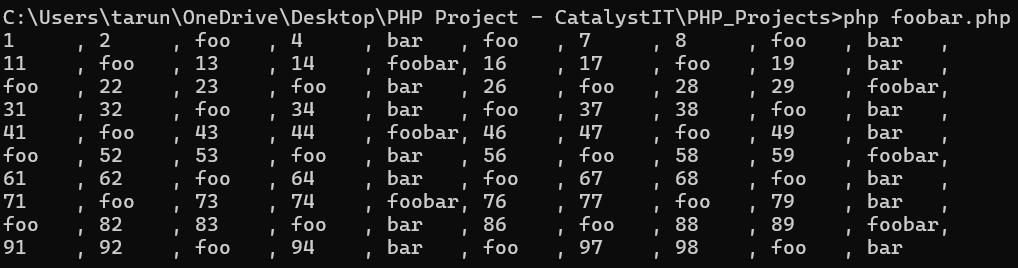 C:\Users\tarun\OneDrive\Desktop\PHP Project - CatalystIT\PHP_Projects>php foobar.php
1     , 2     , foo   , 4     , bar   , foo   , 7     , 8     , foo   , bar   ,
11    , foo   , 13    , 14    , foobar, 16    , 17    , foo   , 19    , bar   ,
foo   , 22    , 23    , foo   , bar   , 26    , foo   , 28    , 29    , foobar,
31    , 32    , foo   , 34    , bar   , foo   , 37    , 38    , foo   , bar   ,
41    , foo   , 43    , 44    , foobar, 46    , 47    , foo   , 49    , bar   ,
foo   , 52    , 53    , foo   , bar   , 56    , foo   , 58    , 59    , foobar,
61    , 62    , foo   , 64    , bar   , foo   , 67    , 68    , foo   , bar   ,
71    , foo   , 73    , 74    , foobar, 76    , 77    , foo   , 79    , bar   ,
foo   , 82    , 83    , foo   , bar   , 86    , foo   , 88    , 89    , foobar,
91    , 92    , foo   , 94    , bar   , foo   , 97    , 98    , foo   , bar